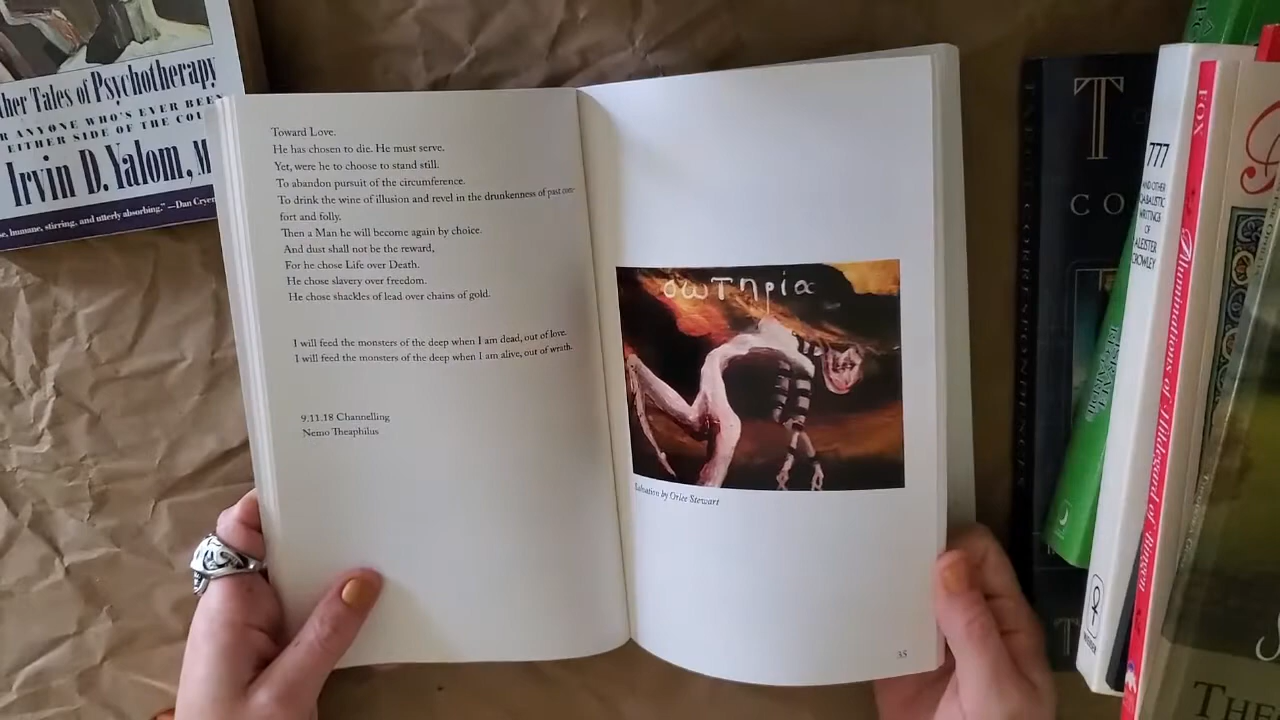 ther Tales of Psychotherapy
R ANYONE WHO'S EVER BEEN
EITHER SIDE OF THE COU
Irvin D. Yalom, M
se, humane, stirring, and utterly absorbing." —Dan Cryer
Toward Love.
He has chosen to die. He must serve.
Yet, were he to choose to stand still.
To abandon pursuit of the circumference.
To drink the wine of illusion and revel in the drunkenness of past com-
fort and folly.
Then a Man he will become again by choice.
And dust shall not be the reward,
For he chose Life over Death.
He chose slavery over freedom.
He chose shackles of lead over chains of gold.
I will feed the monsters of the deep when I am dead, out of love.
I will feed the monsters of the deep when I am alive, out of wrath.
9.11.18 Channelling
Nemo Theaphilus
σωτηρία
Salvation by Orlee Stewart
35
T
CO
777
AND OTHER
QABALISTIC
WRITINGS
OF
ALEISTER
CROWLEY
WEISER
FOX
Illuminations of Hildegard of Bingen
THE